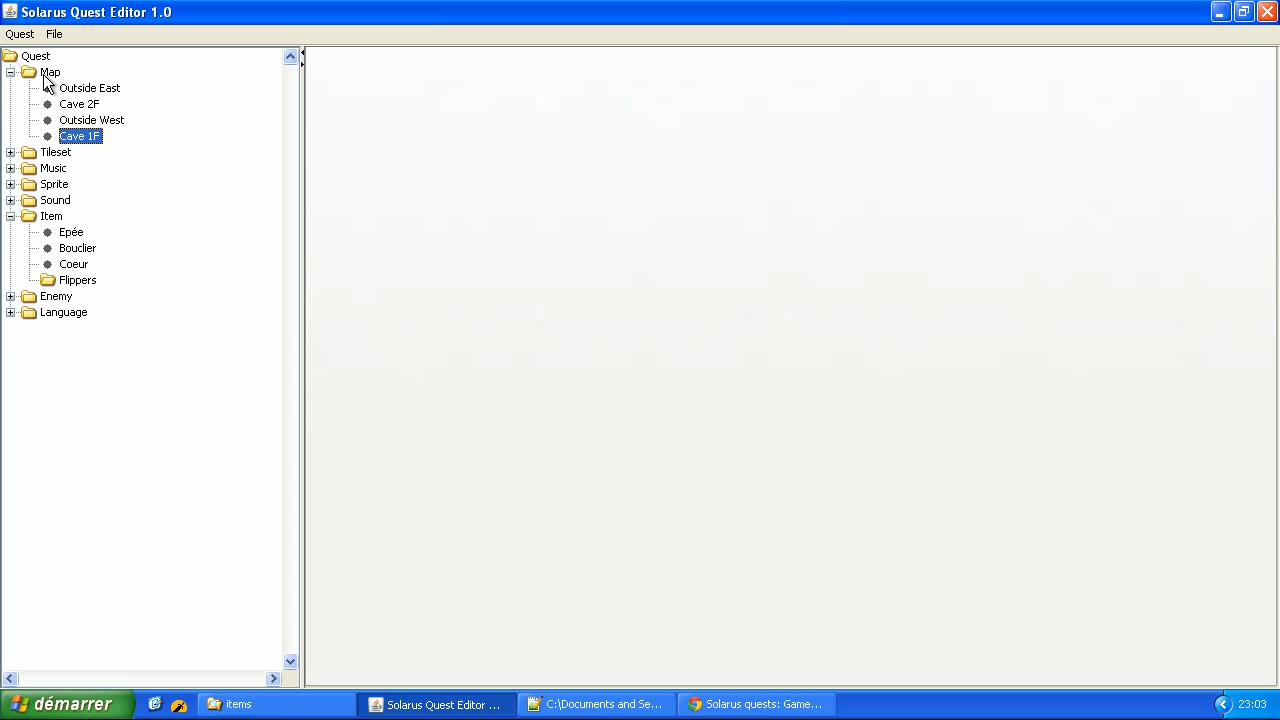 Solarus Quest Editor 1.0
Quest File
Quest
Map
Outside East
Cave 2F
Outside West
Cave 1F
Tileset
Music
Sprite
Sound
Item
Epée
Bouclier
Coeur
Flippers
Enemy
Language
démarrer
items
Solarus Quest Editor ...
C:\Documents and Se...
Solarus quests: Game...
23:03